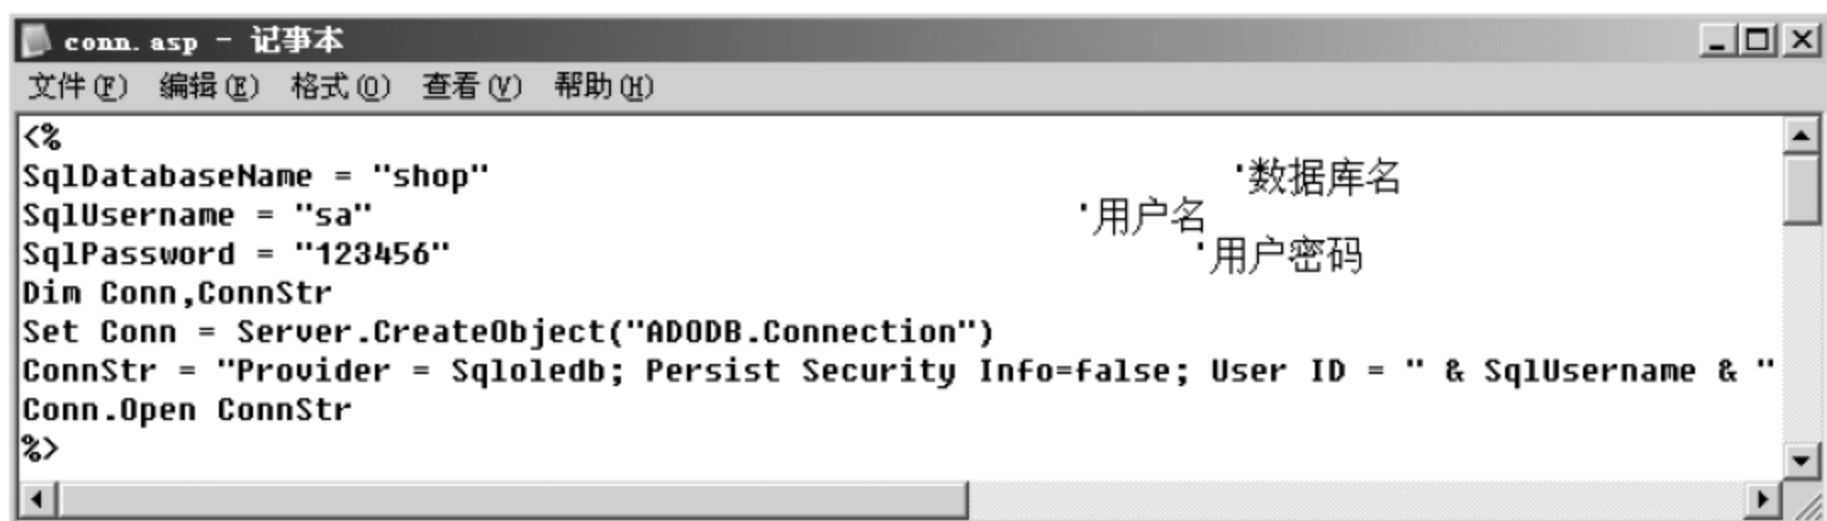 conn.asp - 记事本
文件(F) 编辑(E) 格式(O) 查看(V) 帮助(H)
<%
SqlDatabaseName = "shop" '数据库名
SqlUsername = "sa" '用户名
SqlPassword = "123456" '用户密码
Dim Conn,ConnStr
Set Conn = Server.CreateObject("ADODB.Connection")
ConnStr = "Provider = Sqloledb; Persist Security Info=false; User ID = " & SqlUsername & "
Conn.Open ConnStr
%>